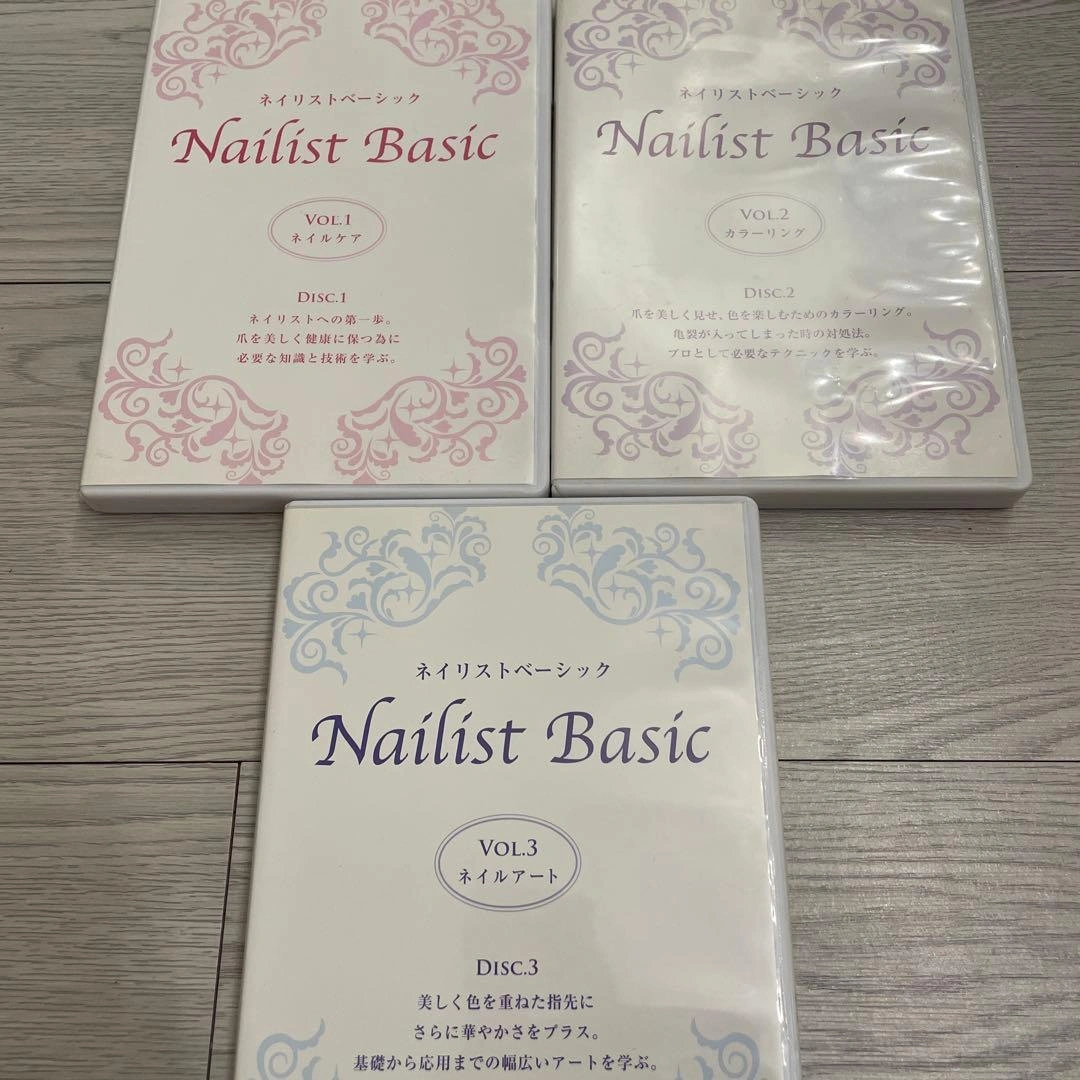 ネイリストベーシック
Nailist Basic
VOL.1
ネイルケア
DISC.1
ネイリストへの第一歩。
爪を美しく健康に保つ為に
必要な知識と技術を学ぶ。
ネイリストベーシック
Nailist Basic
VOL.2
カラーリング
DISC.2
爪を美しく見せ、色を楽しむためのカラーリング。
亀裂が入ってしまった時の対処法。
プロとして必要なテクニックを学ぶ。
ネイリストベーシック
Nailist Basic
VOL.3
ネイルアート
DISC.3
美しく色を重ねた指先に
さらに華やかさをプラス。
基礎から応用までの幅広いアートを学ぶ。